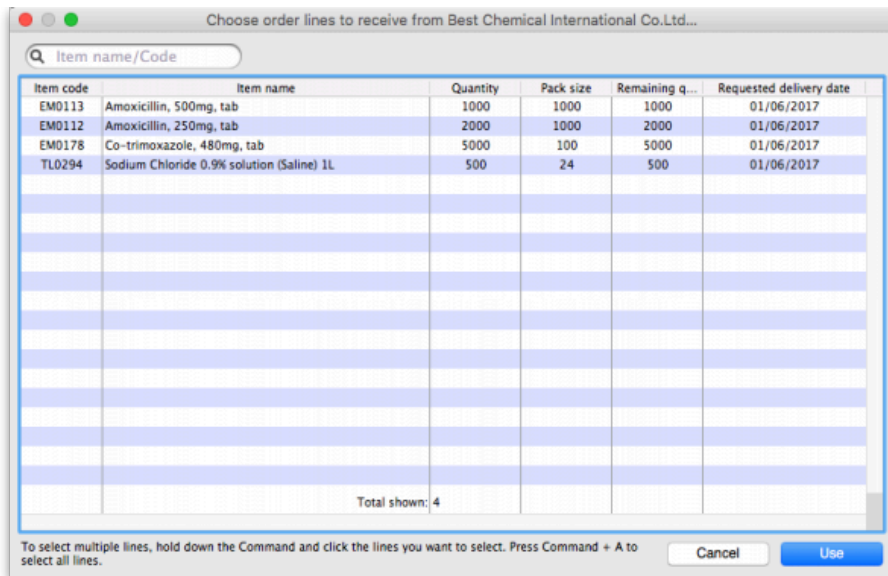 Choose order lines to receive from Best Chemical International Co.Ltd...
Item name/Code
Item code Item name Quantity Pack size Remaining q... Requested delivery date
EM0113 Amoxicillin, 500mg, tab 1000 1000 1000 01/06/2017
EM0112 Amoxicillin, 250mg, tab 2000 1000 2000 01/06/2017
EM0178 Co-trimoxazole, 480mg, tab 5000 100 5000 01/06/2017
TL0294 Sodium Chloride 0.9% solution (Saline) 1L 500 24 500 01/06/2017
Total shown: 4
To select multiple lines, hold down the Command and click the lines you want to select. Press Command + A to
select all lines.
Cancel Use